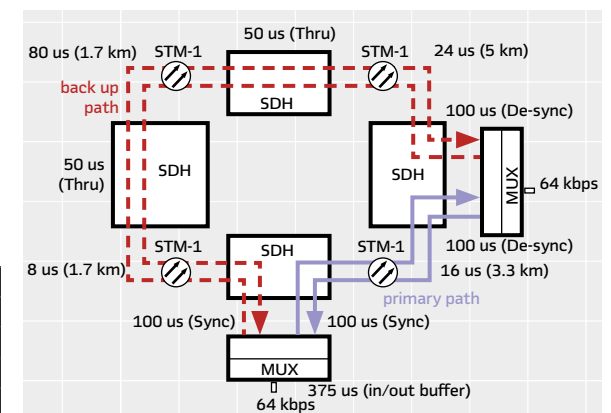 50 us (Thru)
80 us (1.7 km)
STM-1
STM-1
24 us (5 km)
back up
path
SDH
100 us (De-sync)
50 us
(Thru)
SDH
SDH
MUX
64 kbps
SDH
STM-1
STM-1
100 us (De-sync)
8 us (1.7 km)
16 us (3.3 km)
primary path
100 us (Sync)
100 us (Sync)
MUX
375 us (in/out buffer)
64 kbps